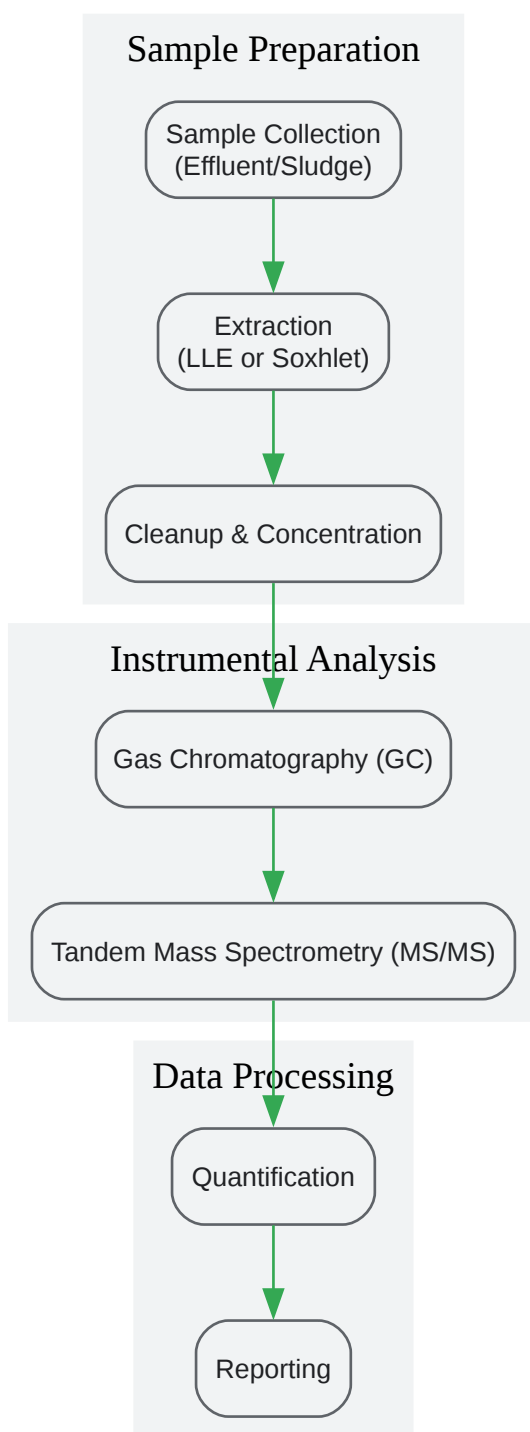 Sample Preparation
Sample Collection
(Effluent/Sludge)
Extraction
(LLE or Soxhlet)
Cleanup & Concentration
Instrumental Analysis
Gas Chromatography (GC)
Tandem Mass Spectrometry (MS/MS)
Data Processing
Quantification
Reporting